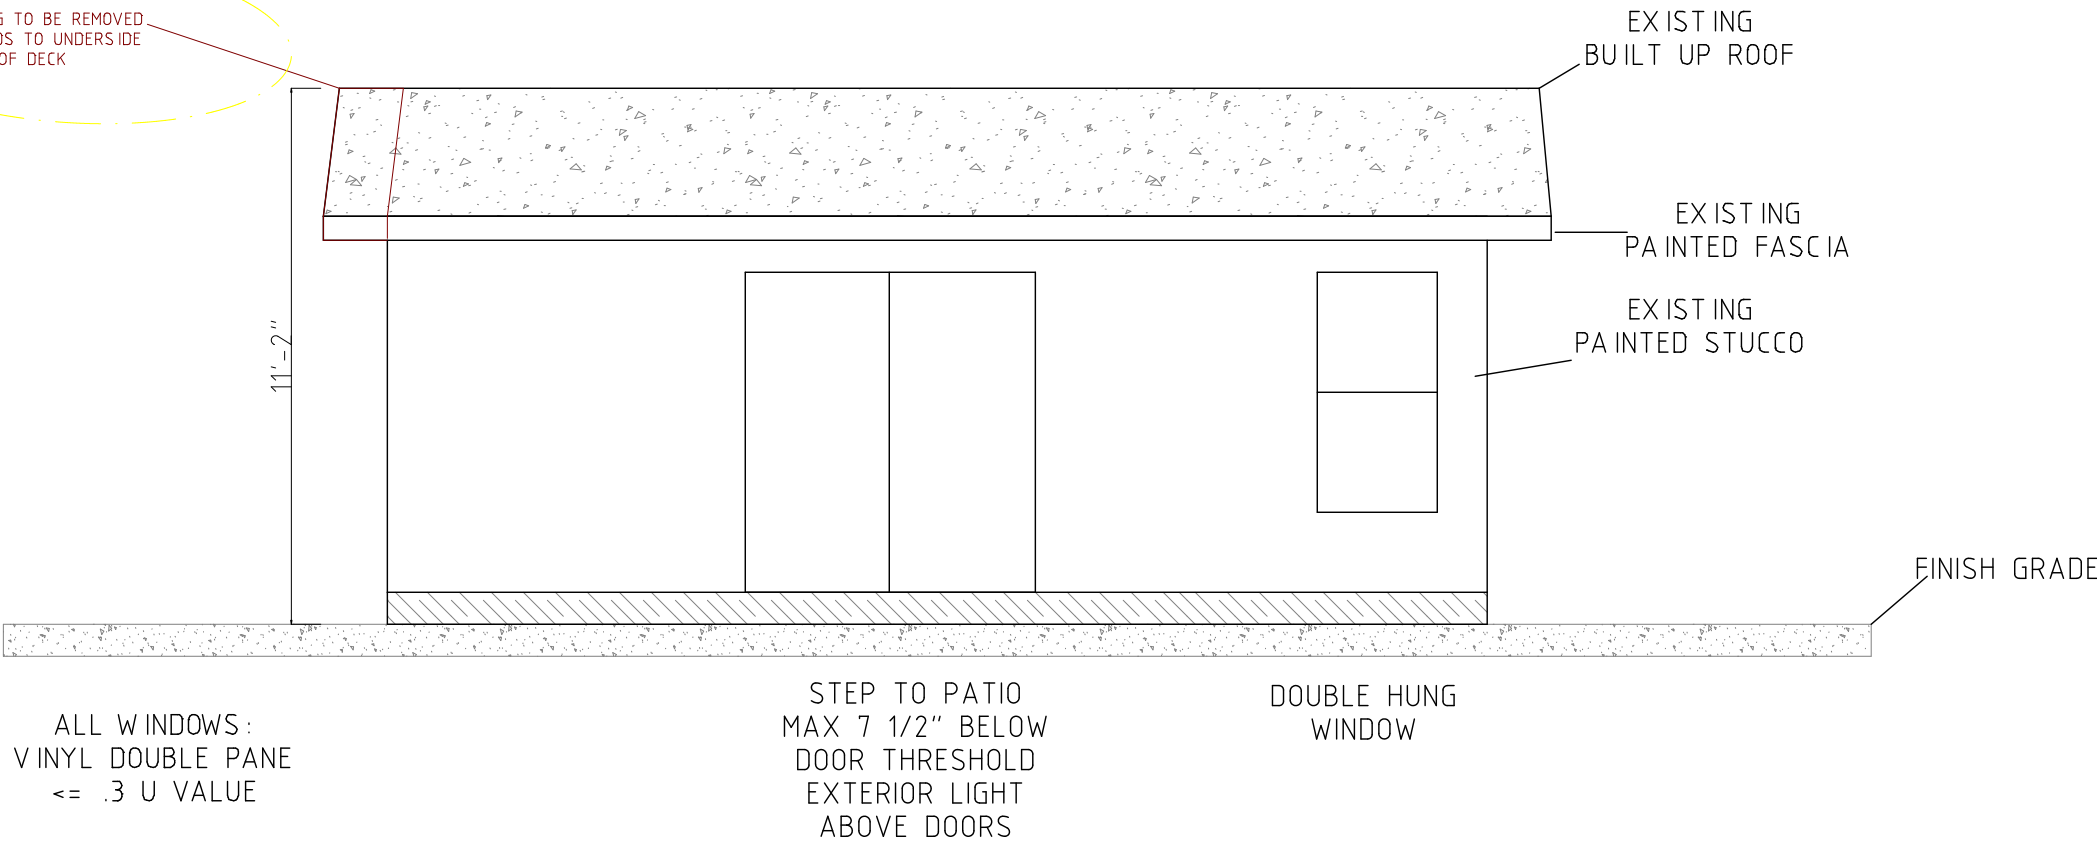 TO BE REMOVED
TO UNDERSIDE
OF DECK
EXISTING
BUILT UP ROOF
EXISTING
PAINTED FASCIA
EXISTING
PAINTED STUCCO
11'-2"
FINISH GRADE
ALL WINDOWS:
VINYL DOUBLE PANE
<= .3 U VALUE
STEP TO PATIO
MAX 7 1/2" BELOW
DOOR THRESHOLD
EXTERIOR LIGHT
ABOVE DOORS
DOUBLE HUNG
WINDOW